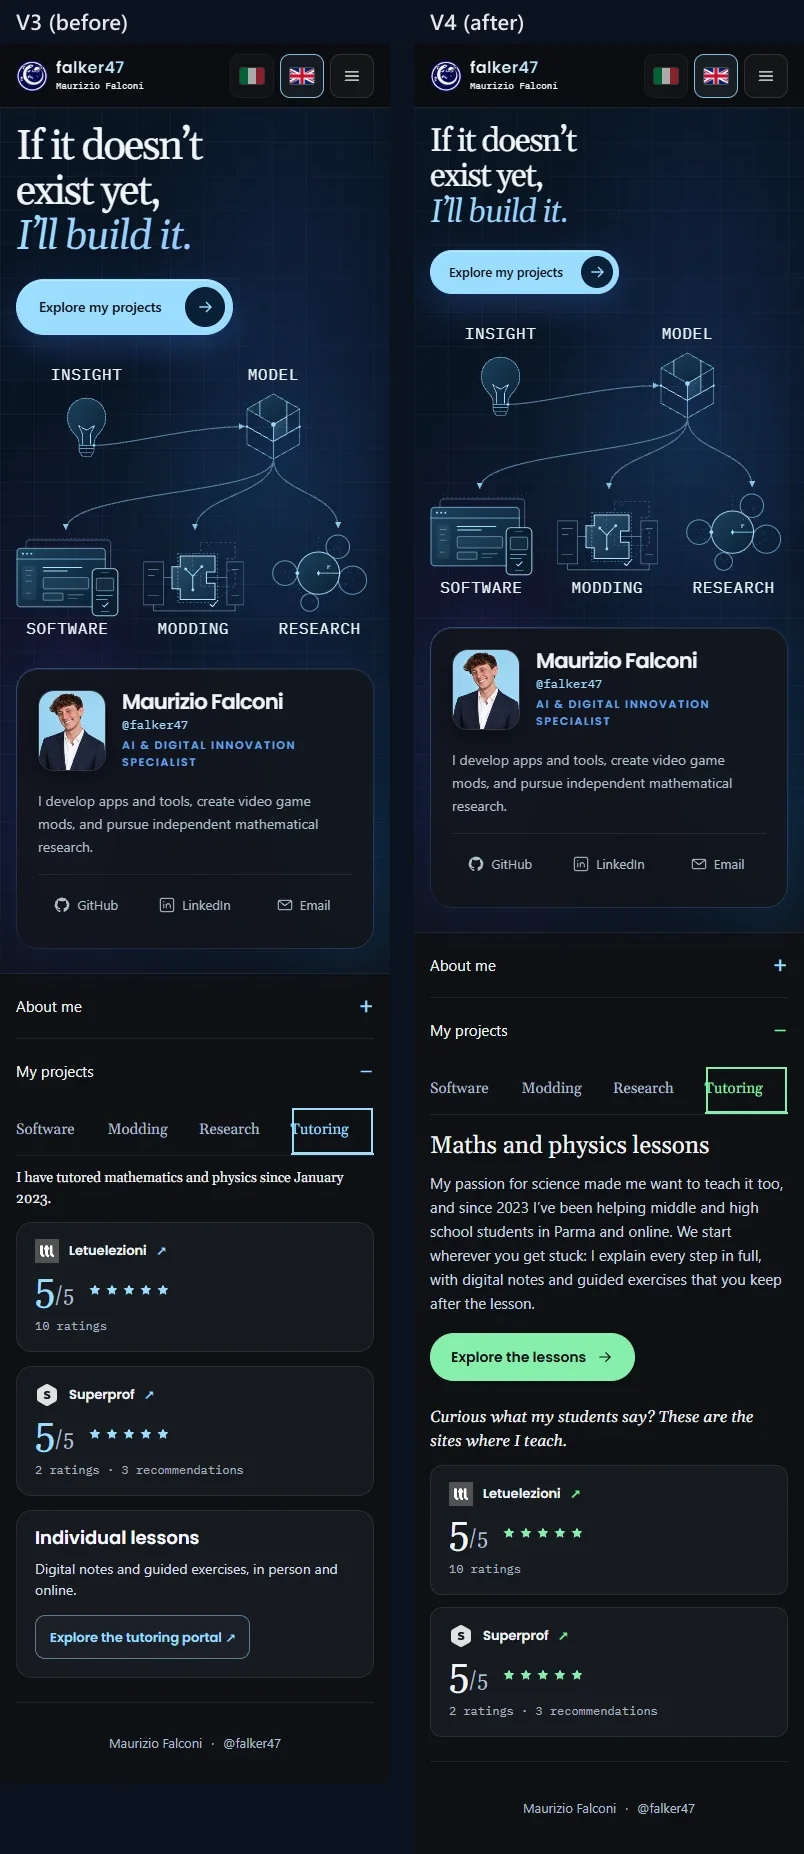 V3 (before)
falker47
Maurizio Falconi
If it doesn’t
exist yet,
I’ll build it.
Explore my projects
INSIGHT
MODEL
SOFTWARE
MODDING
RESEARCH
Maurizio Falconi
@falker47
AI & DIGITAL INNOVATION
SPECIALIST
I develop apps and tools, create video game
mods, and pursue independent mathematical
research.
GitHub
LinkedIn
Email
About me
My projects
Software
Modding
Research
Tutoring
I have tutored mathematics and physics since January
2023.
Letuelezioni ↗
5/5
10 ratings
S Superprof ↗
5/5
2 ratings · 3 recommendations
Individual lessons
Digital notes and guided exercises, in person and
online.
Explore the tutoring portal ↗
Maurizio Falconi · @falker47
V4 (after)
falker47
Maurizio Falconi
If it doesn’t
exist yet,
I’ll build it.
Explore my projects
INSIGHT
MODEL
SOFTWARE
MODDING
RESEARCH
Maurizio Falconi
@falker47
AI & DIGITAL INNOVATION
SPECIALIST
I develop apps and tools, create video game
mods, and pursue independent mathematical
research.
GitHub
LinkedIn
Email
About me
My projects
Software
Modding
Research
Tutoring
Maths and physics lessons
My passion for science made me want to teach it too,
and since 2023 I’ve been helping middle and high
school students in Parma and online. We start
wherever you get stuck: I explain every step in full,
with digital notes and guided exercises that you keep
after the lesson.
Explore the lessons →
Curious what my students say? These are the
sites where I teach.
Letuelezioni ↗
5/5
10 ratings
S Superprof ↗
5/5
2 ratings · 3 recommendations
Maurizio Falconi · @falker47